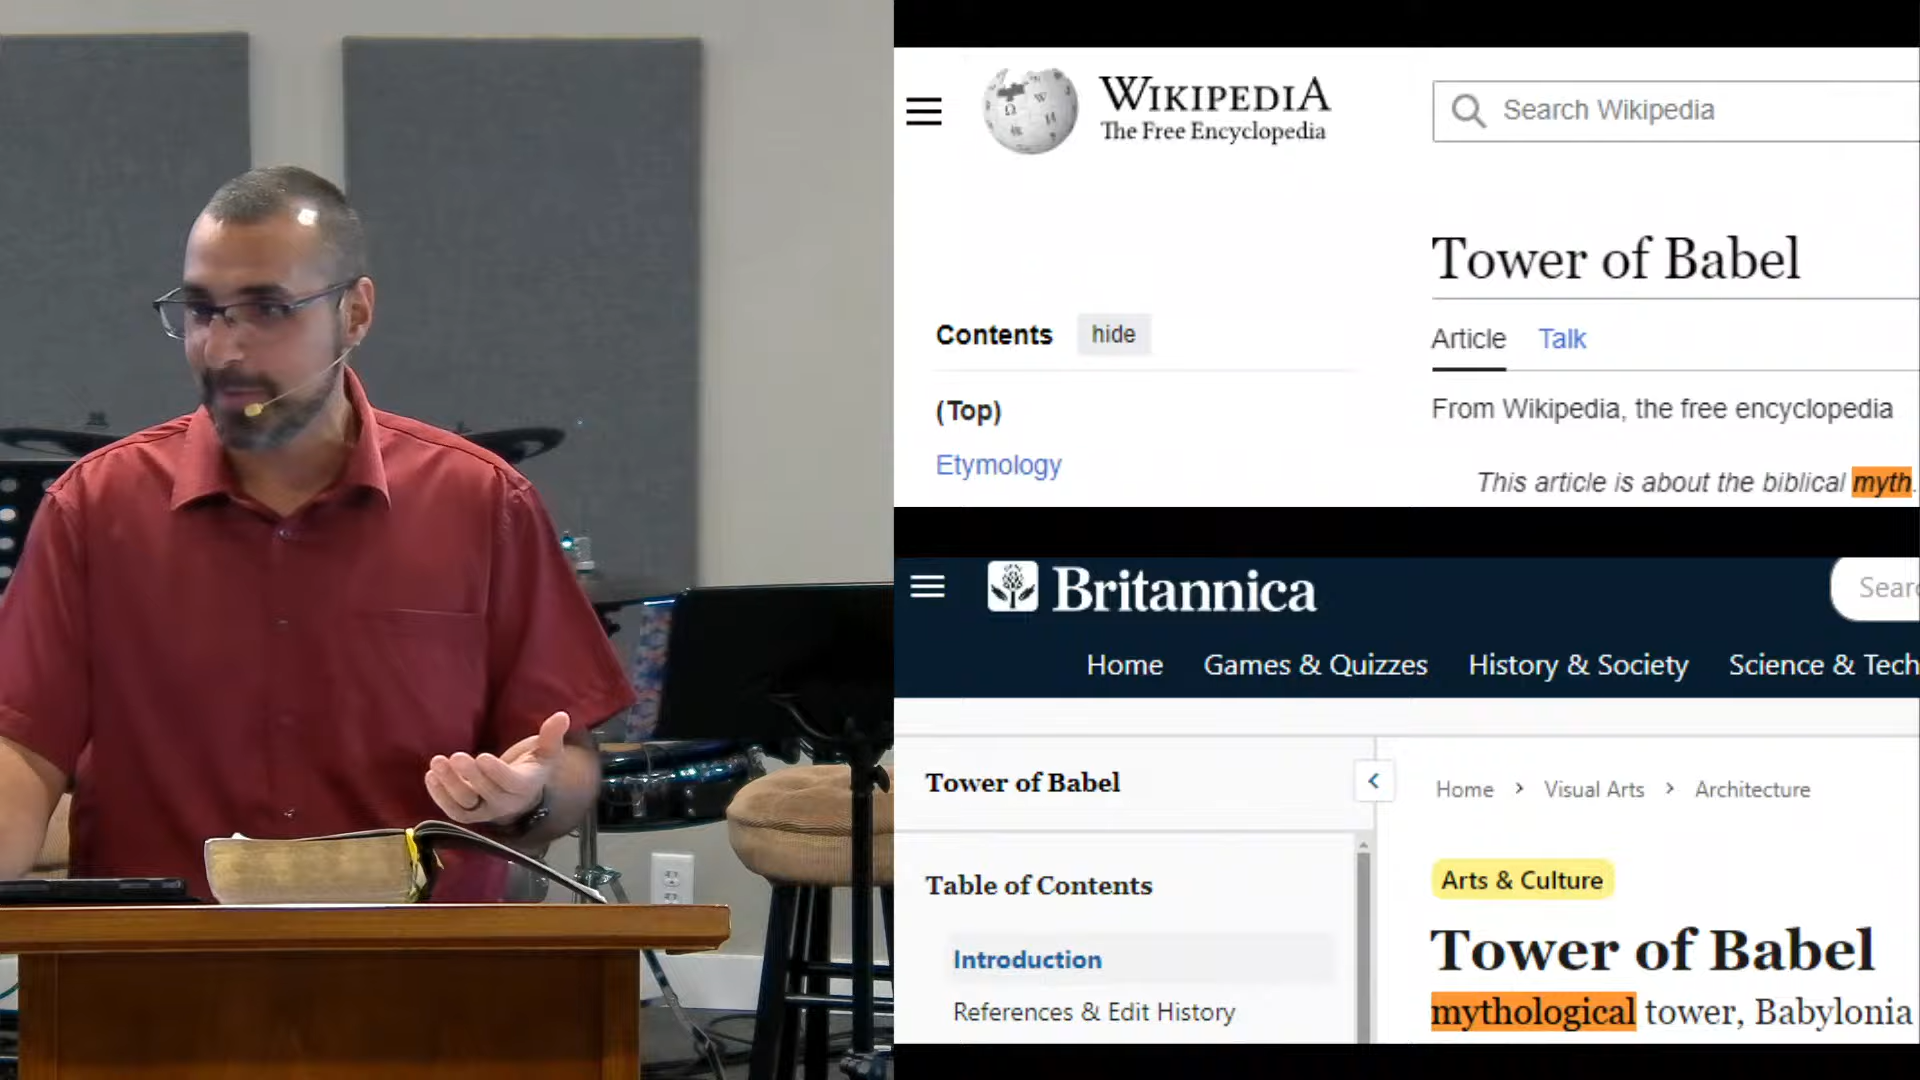 WIKIPEDIA
The Free Encyclopedia
Search Wikipedia
Tower of Babel
Contents hide
Article Talk
(Top)
From Wikipedia, the free encyclopedia
Etymology
This article is about the biblical myth.
Britannica
Sear
Home Games & Quizzes History & Society Science & Tech
Tower of Babel
Home > Visual Arts > Architecture
Table of Contents
Arts & Culture
Introduction
Tower of Babel
References & Edit History
mythological tower, Babylonia